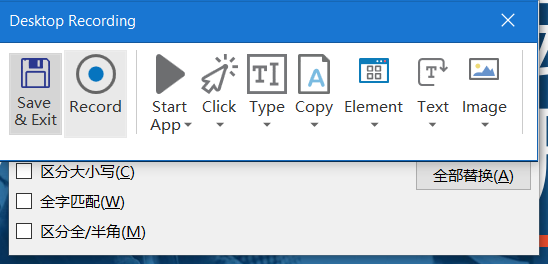 Desktop Recording
Save & Exit
Record
Start App
Click
Type
Copy
Element
Text
Image
区分大小写(C)
全部替换(A)
全字匹配(W)
区分全/半角(M)